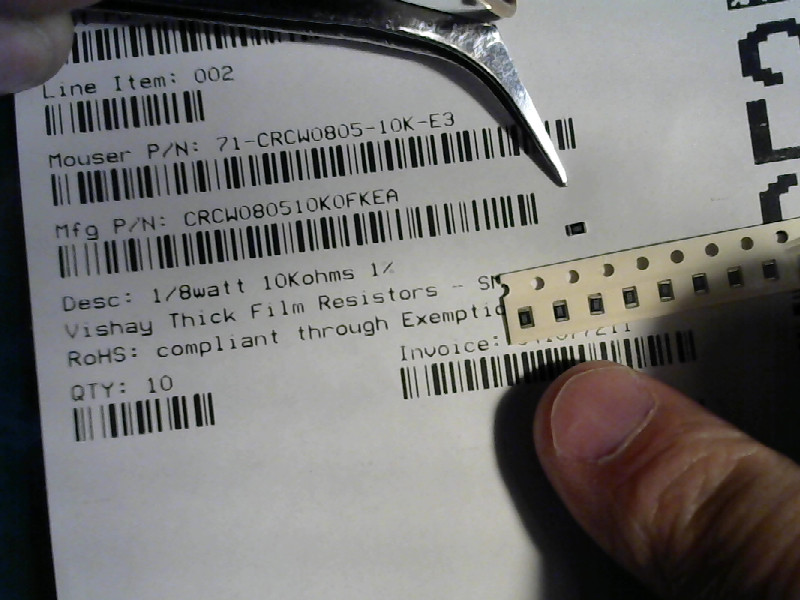 Line Item: 002
Mouser P/N: 71-CRCW0805-10K-E3
Mfg P/N: CRCW080510K0FKEA
Desc: 1/8watt 10Kohms 1%
Vishay Thick Film Resistors -
RoHS: compliant through
Invoice:
QTY: 10